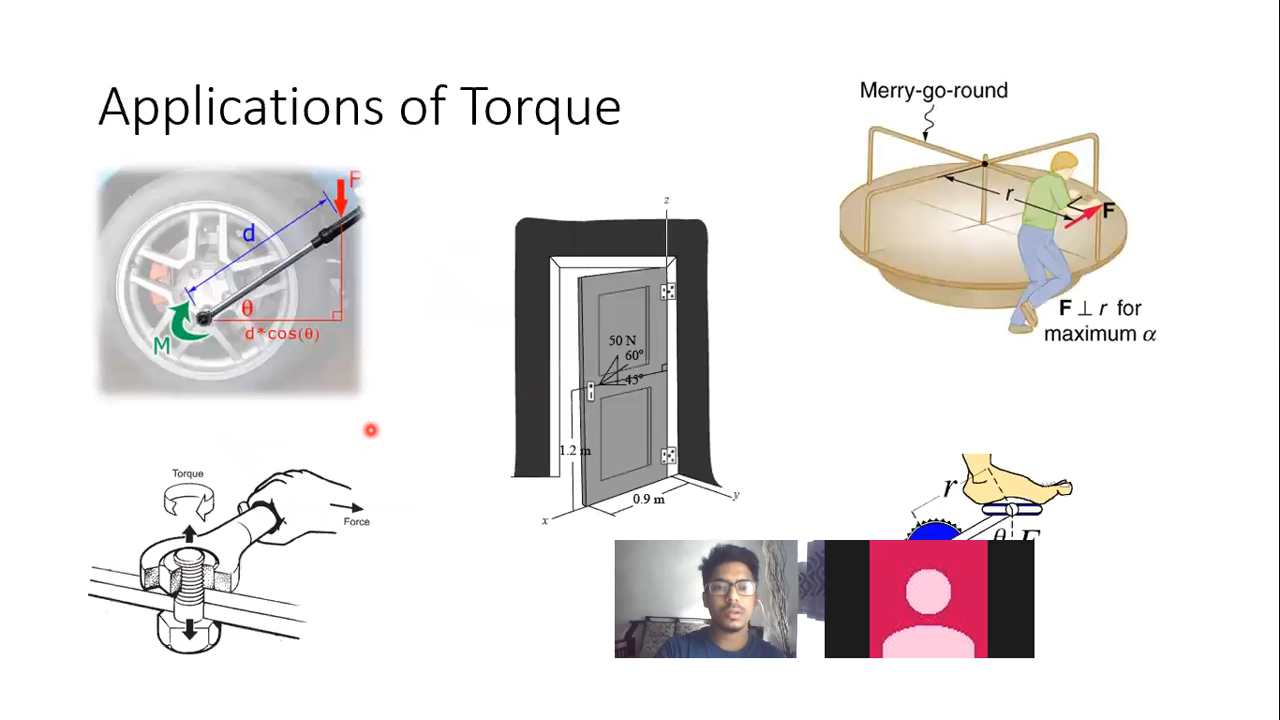 Applications of Torque
Merry-go-round
r
F
F ⊥ r for
maximum α
F
d
θ
d*cos(θ)
M
z
50 N
60°
45°
1.2 m
0.9 m
x
y
Torque
Force
r
θ F